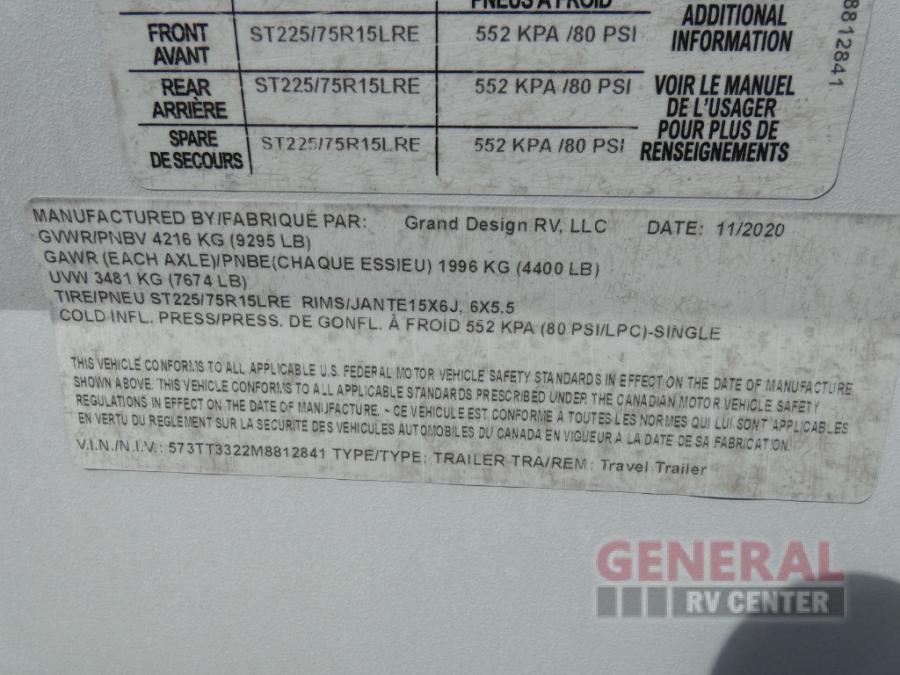 PNEUS À FROID
FRONT ST225/75R15LRE 552 KPA /80 PSI
AVANT
REAR ST225/75R15LRE 552 KPA /80 PSI
ARRIÈRE
SPARE ST225/75R15LRE 552 KPA /80 PSI
DE SECOURS
ADDITIONAL
INFORMATION
VOIR LE MANUEL
DE L'USAGER
POUR PLUS DE
RENSEIGNEMENTS
8812841
MANUFACTURED BY/FABRIQUÉ PAR: Grand Design RV, LLC DATE: 11/2020
GVWR/PNBV 4216 KG (9295 LB)
GAWR (EACH AXLE)/PNBE(CHAQUE ESSIEU) 1996 KG (4400 LB)
UVW 3481 KG (7674 LB)
TIRE/PNEU ST225/75R15LRE RIMS/JANTE15X6J, 6X5.5
COLD INFL. PRESS/PRESS. DE GONFL. À FROID 552 KPA (80 PSI/LPC)-SINGLE
THIS VEHICLE CONFORMS TO ALL APPLICABLE U.S. FEDERAL MOTOR VEHICLE SAFETY STANDARDS IN EFFECT ON THE DATE OF MANUFACTURE
SHOWN ABOVE. THIS VEHICLE CONFORMS TO ALL APPLICABLE STANDARDS PRESCRIBED UNDER THE CANADIAN MOTOR VEHICLE SAFETY
REGULATIONS IN EFFECT ON THE DATE OF MANUFACTURE. - CE VEHICULE EST CONFORME A TOUTES LES NORMES QUI LUI SONT APPLICABLES
EN VERTU DU REGLEMENT SUR LA SECURITE DES VEHICULES AUTOMOBILES DU CANADA EN VIGUEUR A LA DATE DE SA FABRICATION.
V.I.N./N.I.V.: 573TT3322M8812841 TYPE/TYPE: TRAILER TRA/REM: Travel Trailer
GENERAL
RV CENTER